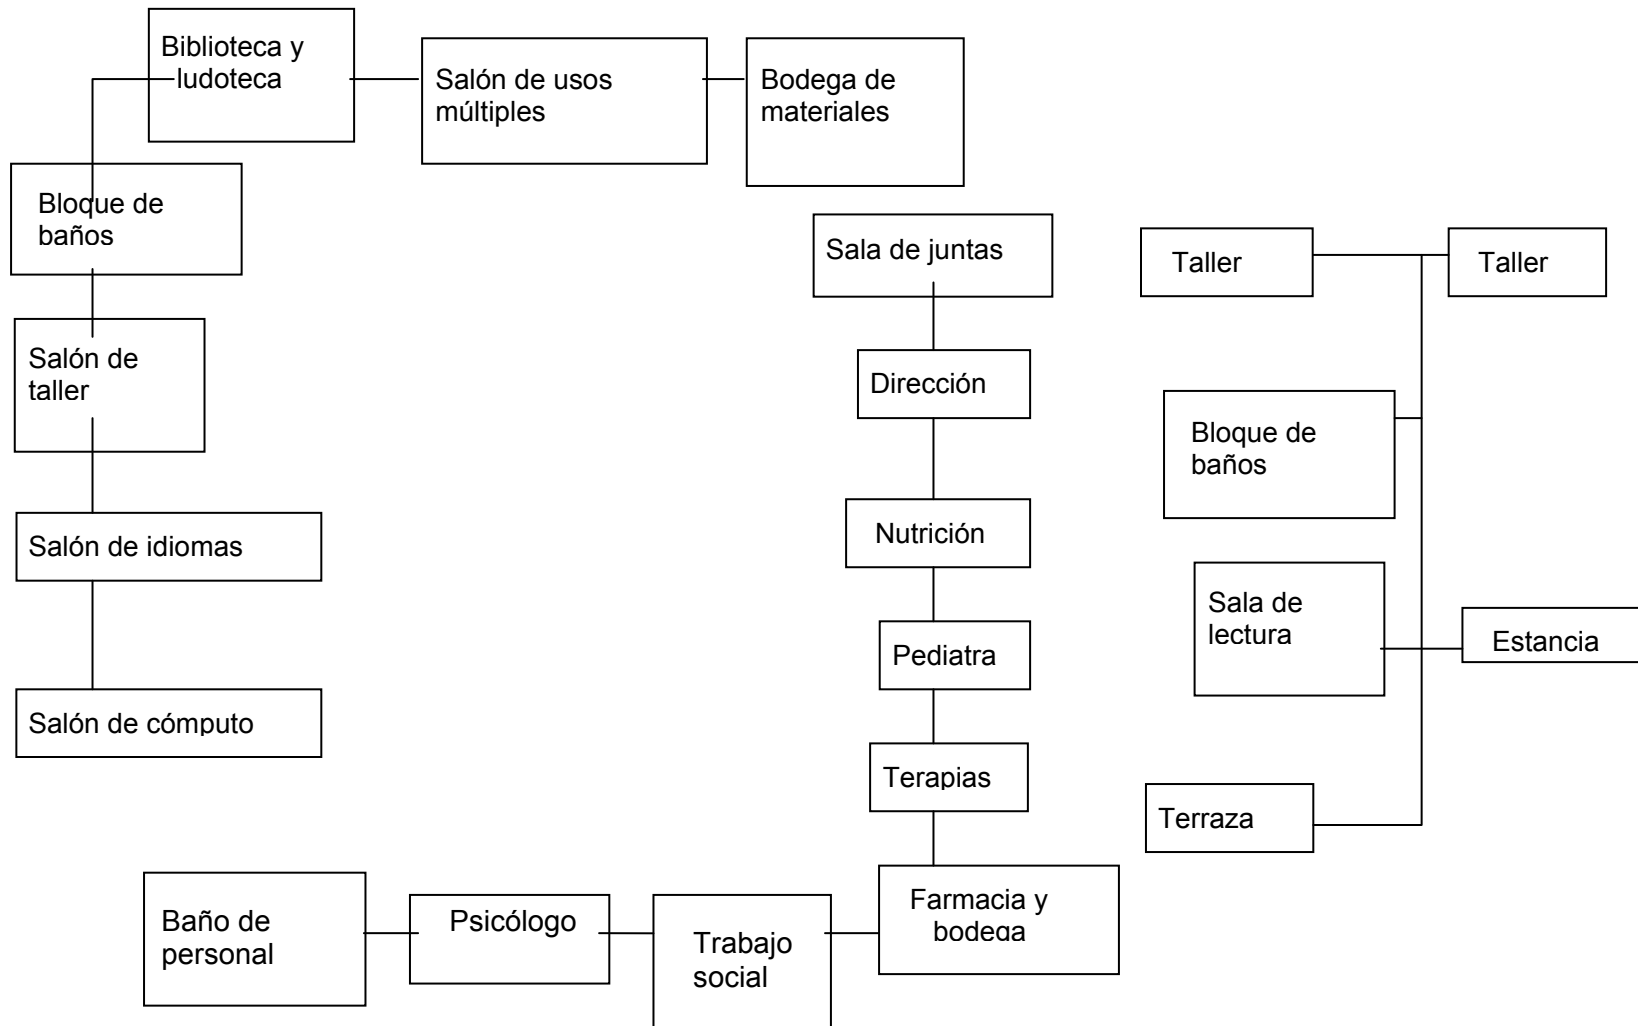 Biblioteca y
ludoteca
Salón de usos
múltiples
Bodega de
materiales
Bloque de
baños
Salón de
taller
Salón de idiomas
Salón de cómputo
Sala de juntas
Dirección
Nutrición
Pediatra
Terapias
Farmacia y
bodega
Trabajo
social
Psicólogo
Baño de
personal
Taller
Taller
Bloque de
baños
Sala de
lectura
Estancia
Terraza